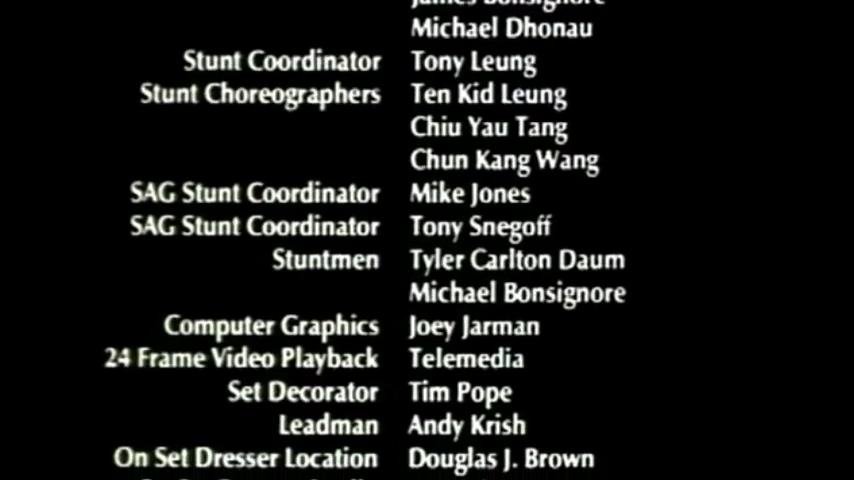 Michael Dhonau
Stunt Coordinator Tony Leung
Stunt Choreographers Ten Kid Leung
Chiu Yau Tang
Chun Kang Wang
SAG Stunt Coordinator Mike Jones
SAG Stunt Coordinator Tony Snegoff
Stuntmen Tyler Carlton Daum
Michael Bonsignore
Computer Graphics Joey Jarman
24 Frame Video Playback Telemedia
Set Decorator Tim Pope
Leadman Andy Krish
On Set Dresser Location Douglas J. Brown